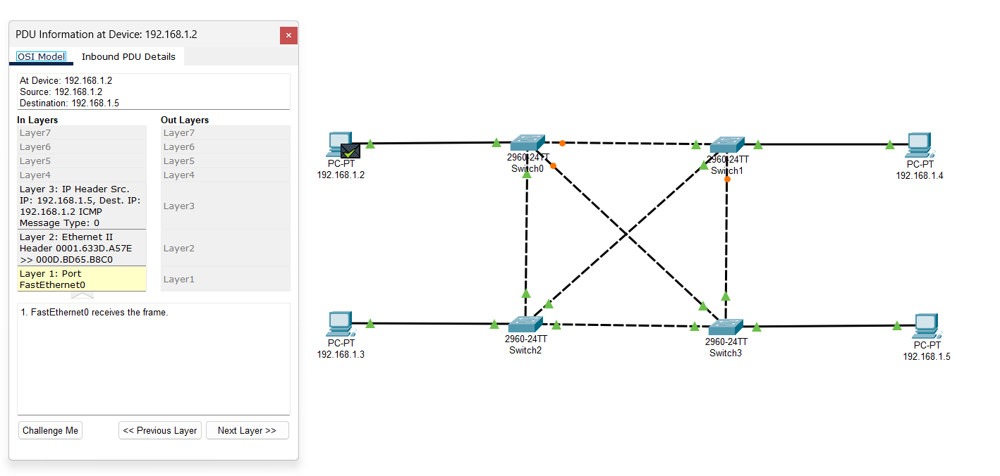 PDU Information at Device: 192.168.1.2
×
OSI Model
Inbound PDU Details
At Device: 192.168.1.2
Source: 192.168.1.2
Destination: 192.168.1.5
In Layers
Out Layers
Layer7
Layer7
Layer6
Layer6
Layer5
Layer5
Layer4
Layer4
Layer 3: IP Header Src.
IP: 192.168.1.5, Dest. IP:
192.168.1.2 ICMP
Message Type: 0
Layer3
Layer 2: Ethernet II
Header 0001.633D.A57E
>> 000D.BD65.B8C0
Layer2
Layer 1: Port
FastEthernet0
Layer1
1. FastEthernet0 receives the frame.
Challenge Me
<< Previous Layer
Next Layer >>
PC-PT
192.168.1.2
2960-24TT
Switch0
2960-24TT
Switch1
PC-PT
192.168.1.4
PC-PT
192.168.1.3
2960-24TT
Switch2
2960-24TT
Switch3
PC-PT
192.168.1.5